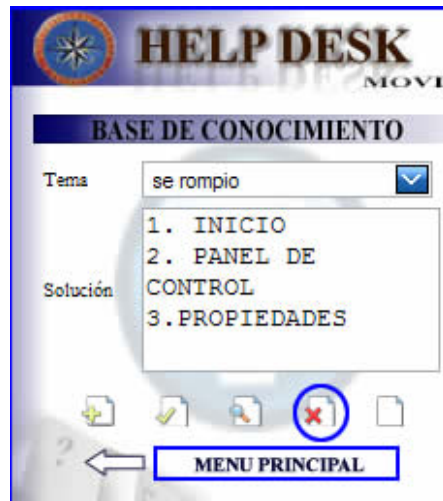 HELP DESK
MOVI
BASE DE CONOCIMIENTO
Tema
se rompio
Solución
1. INICIO
2. PANEL DE
CONTROL
3.PROPIEDADES
?
MENU PRINCIPAL